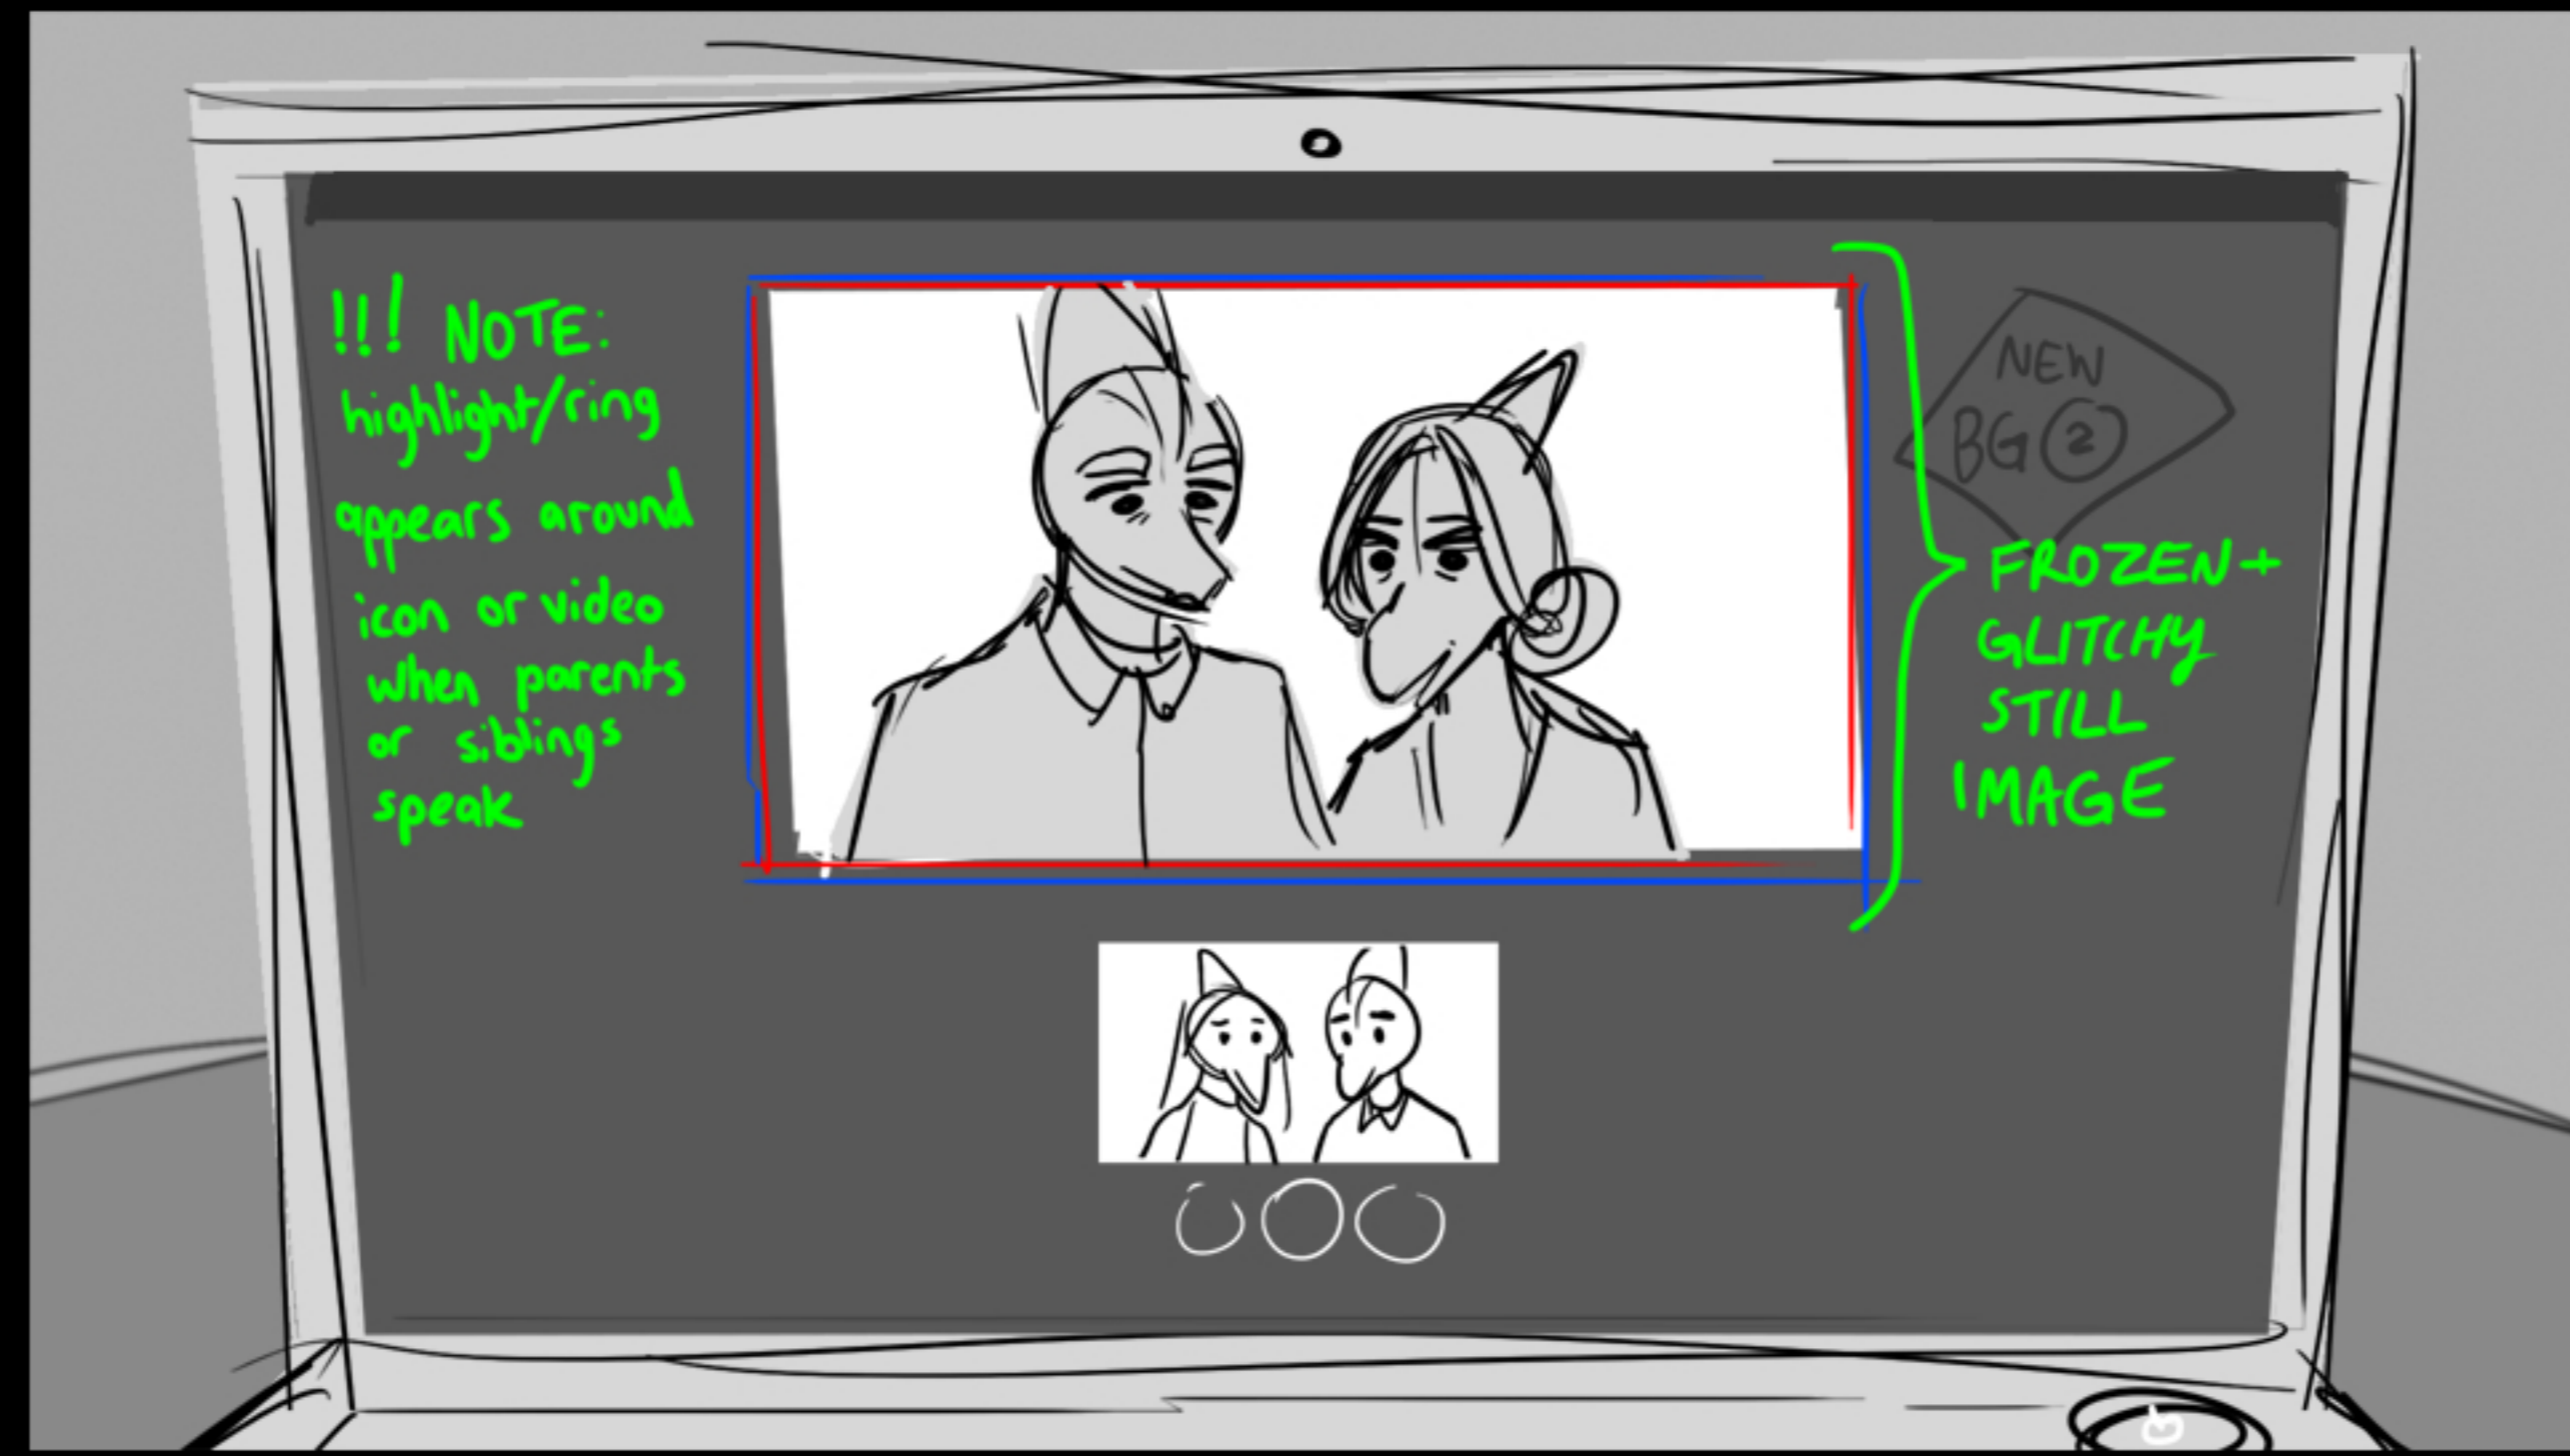 !!! NOTE:
highlight/ring
appears around
icon or video
when parents
or siblings
speak
NEW
BG 2
FROZEN +
GLITCHY
STILL
IMAGE